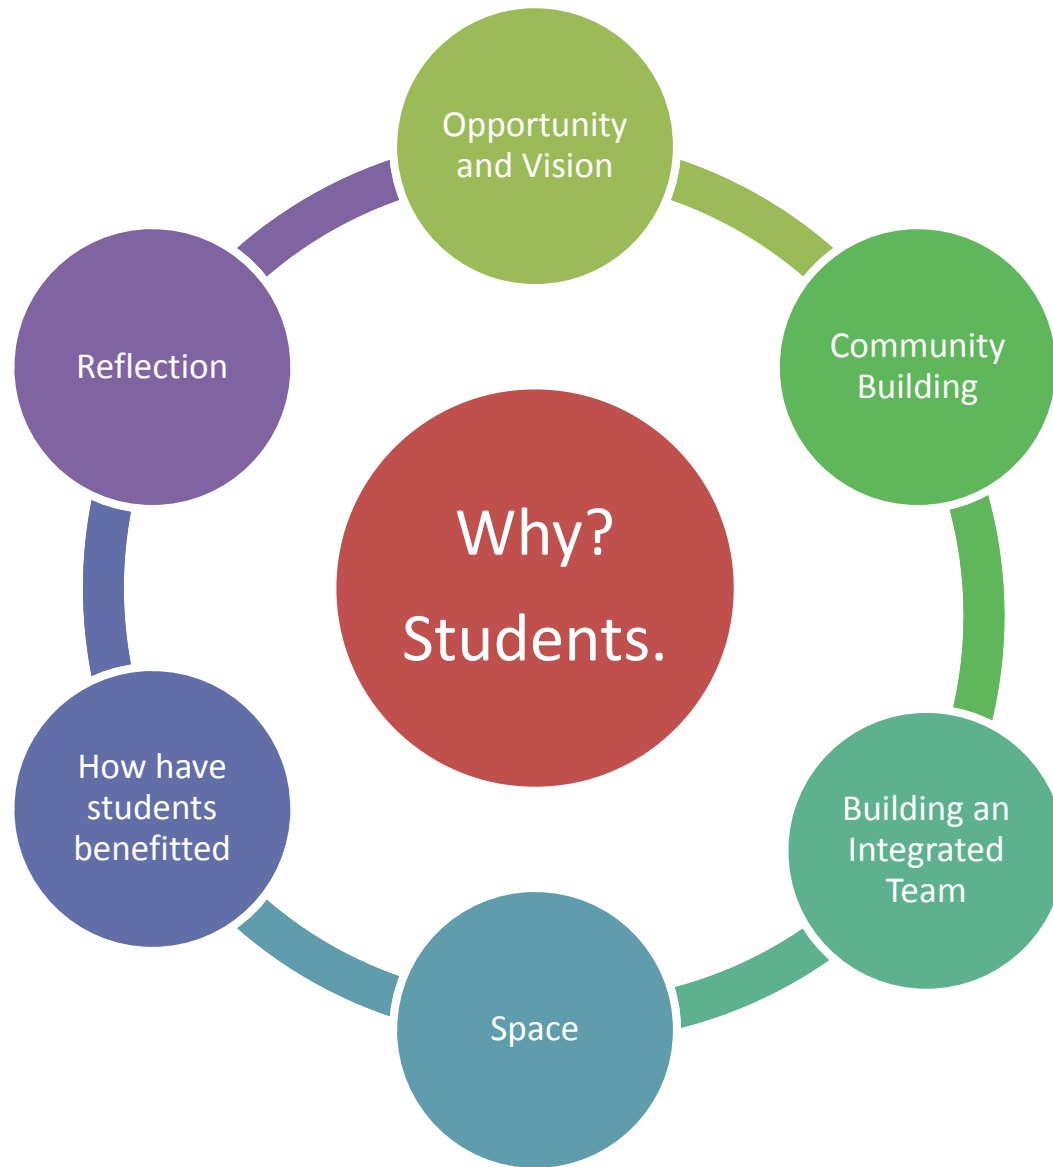 Opportunity
and Vision
Community
Building
Building an
Integrated
Team
Space
How have
students
benefitted
Reflection
Why?
Students.